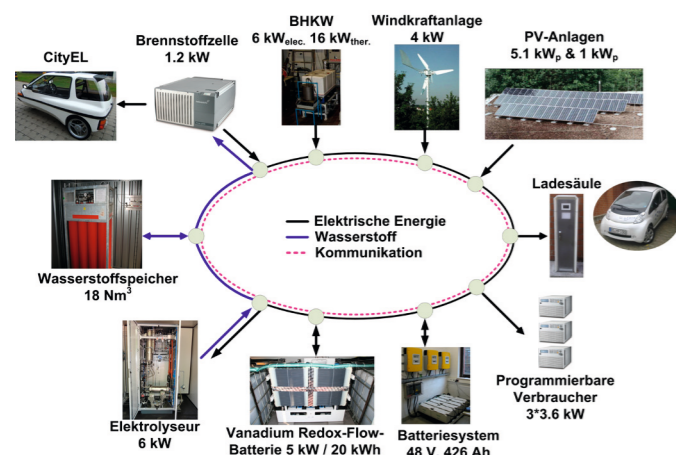 BHKW
6 kWelec. 16 kWther.
Windkraftanlage
4 kW
PV-Anlagen
5.1 kWp & 1 kWp
CityEL
Brennstoffzelle
1.2 kW
Ladesäule
Elektrische Energie
Wasserstoff
Kommunikation
Wasserstoffspeicher
18 Nm3
Programmierbare
Verbraucher
3*3.6 kW
Elektrolyseur
6 kW
Vanadium Redox-Flow-
Batterie 5 kW / 20 kWh
Batteriesystem
48 V, 426 Ah